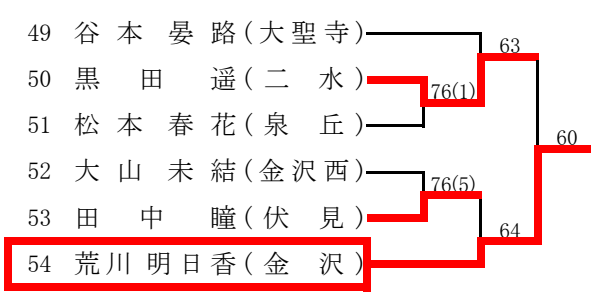 49 谷本 晏路(大聖寺)
63
50 黒田 遥(二水)
76(1)
51 松本 春花(泉丘)
60
52 大山 未結(金沢西)
76(5)
53 田中 瞳(伏見)
64
54 荒川 明日香(金沢)